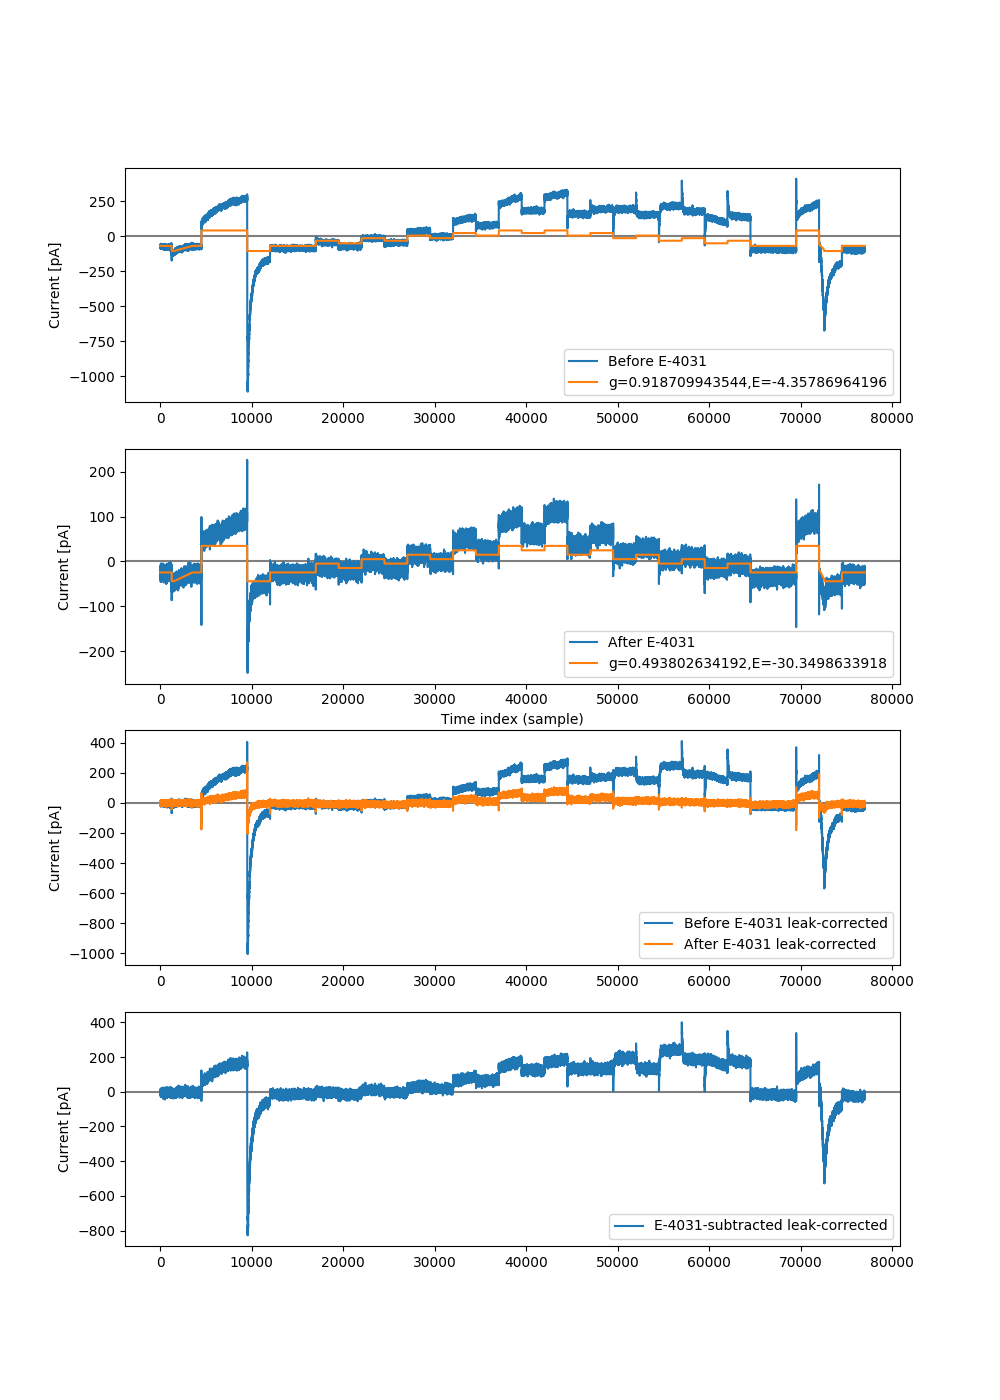 250
0
−250
−500
−750
−1000
Current [pA]
Before E-4031
g=0.918709943544,E=-4.35786964196
0 10000 20000 30000 40000 50000 60000 70000 80000
200
100
0
−100
−200
Current [pA]
After E-4031
g=0.493802634192,E=-30.3498633918
0 10000 20000 30000 40000 50000 60000 70000 80000
Time index (sample)
400
200
0
−200
−400
−600
−800
−1000
Current [pA]
Before E-4031 leak-corrected
After E-4031 leak-corrected
0 10000 20000 30000 40000 50000 60000 70000 80000
400
200
0
−200
−400
−600
−800
Current [pA]
E-4031-subtracted leak-corrected
0 10000 20000 30000 40000 50000 60000 70000 80000